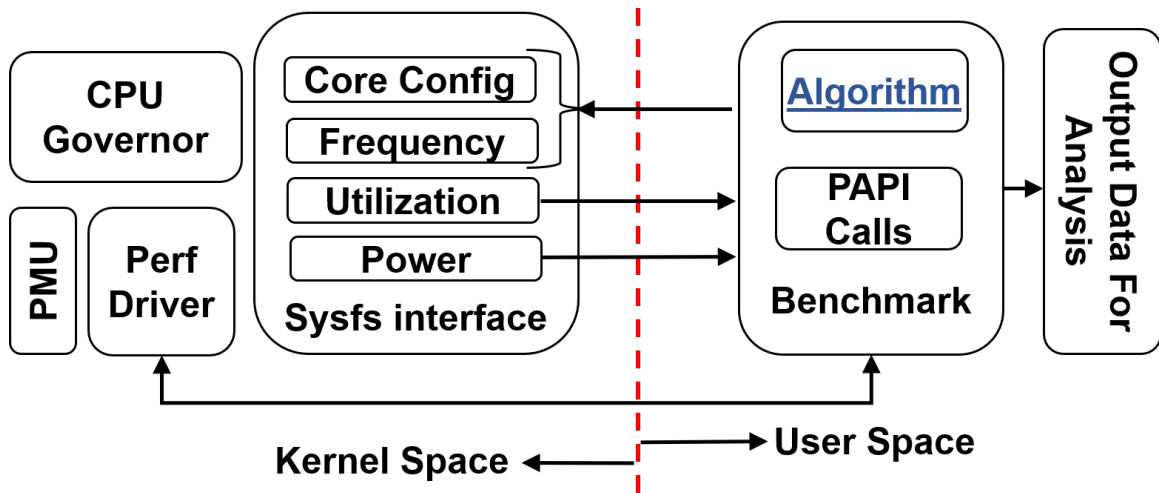 CPU
Governor
PMU
Perf
Driver
Core Config
Frequency
Utilization
Power
Sysfs interface
Algorithm
PAPI
Calls
Benchmark
Output Data For
Analysis
Kernel Space
User Space